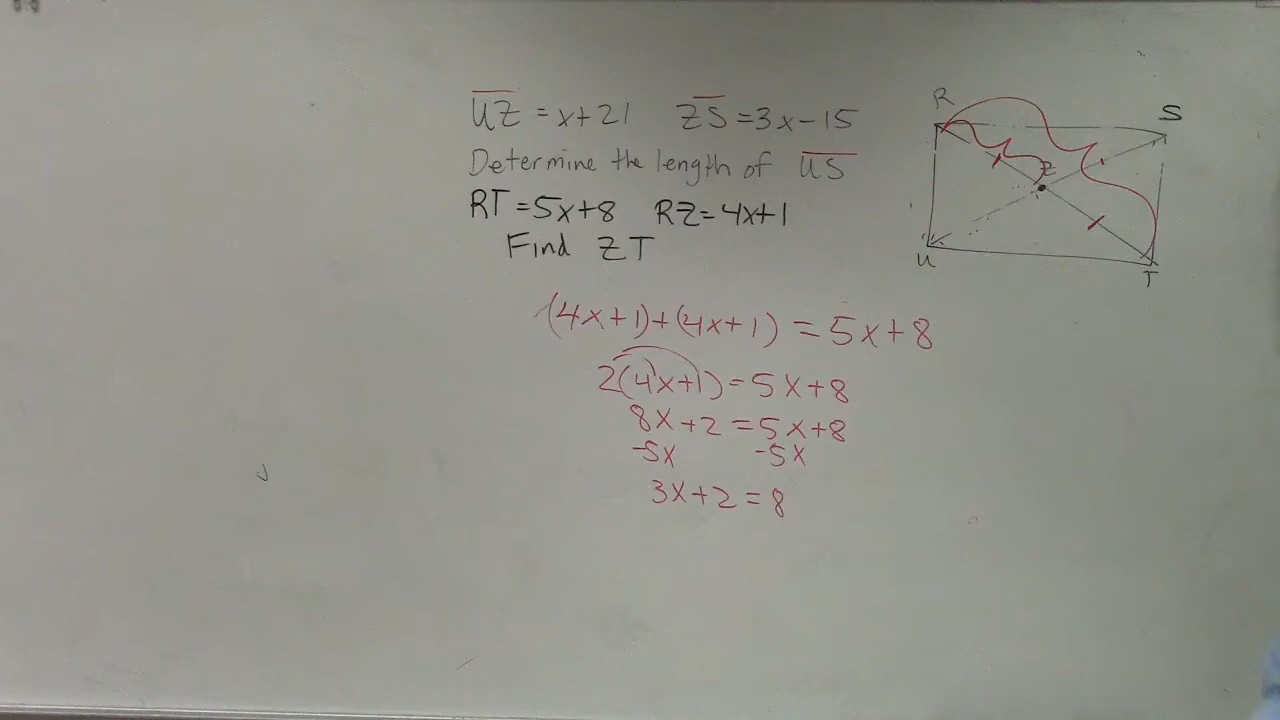 UZ = x+21 ZS = 3x-15
Determine the length of US
RT = 5x+8 RZ = 4x+1
Find ZT
(4x+1)+(4x+1) = 5x+8
2(4x+1) = 5x+8
8x+2 = 5x+8
-5x -5x
3x+2 = 8
R
S
Z
U
T